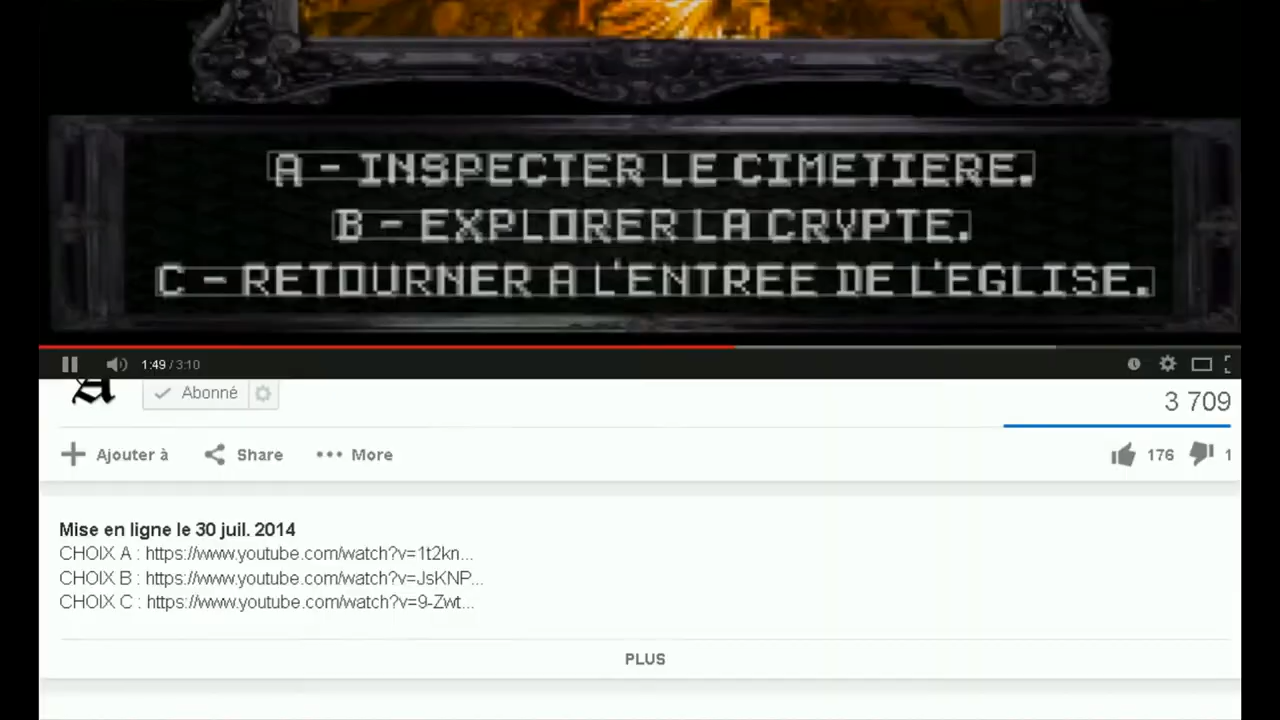 A - INSPECTER LE CIMETIERE.
B - EXPLORER LA CRYPTE.
C - RETOURNER A L'ENTREE DE L'EGLISE.
1:49 / 3:10
A
Abonné
3 709
Ajouter à Share More 176 1
Mise en ligne le 30 juil. 2014
CHOIX A : https://www.youtube.com/watch?v=1t2kn...
CHOIX B : https://www.youtube.com/watch?v=JsKNP...
CHOIX C : https://www.youtube.com/watch?v=9-Zwt...
PLUS